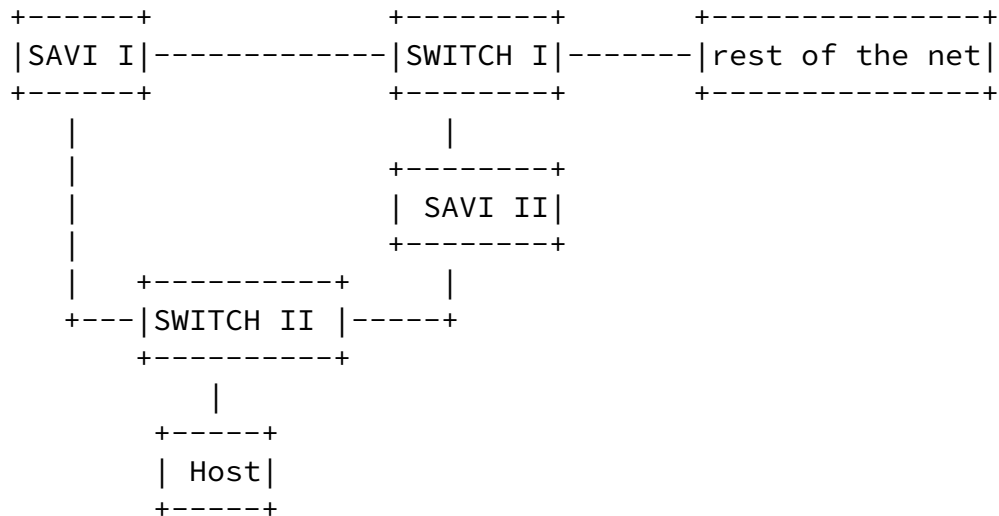 +------+             +--------+       +---------------+
|SAVI I|-------------|SWITCH I|-------|rest of the net|
+------+             +--------+       +---------------+
   |                    |
   |                 +--------+
   |                 | SAVI II|
   |                 +--------+
   |   +----------+     |
   +---|SWITCH II |-----+
       +----------+
           |
        +-----+
        | Host|
        +-----+